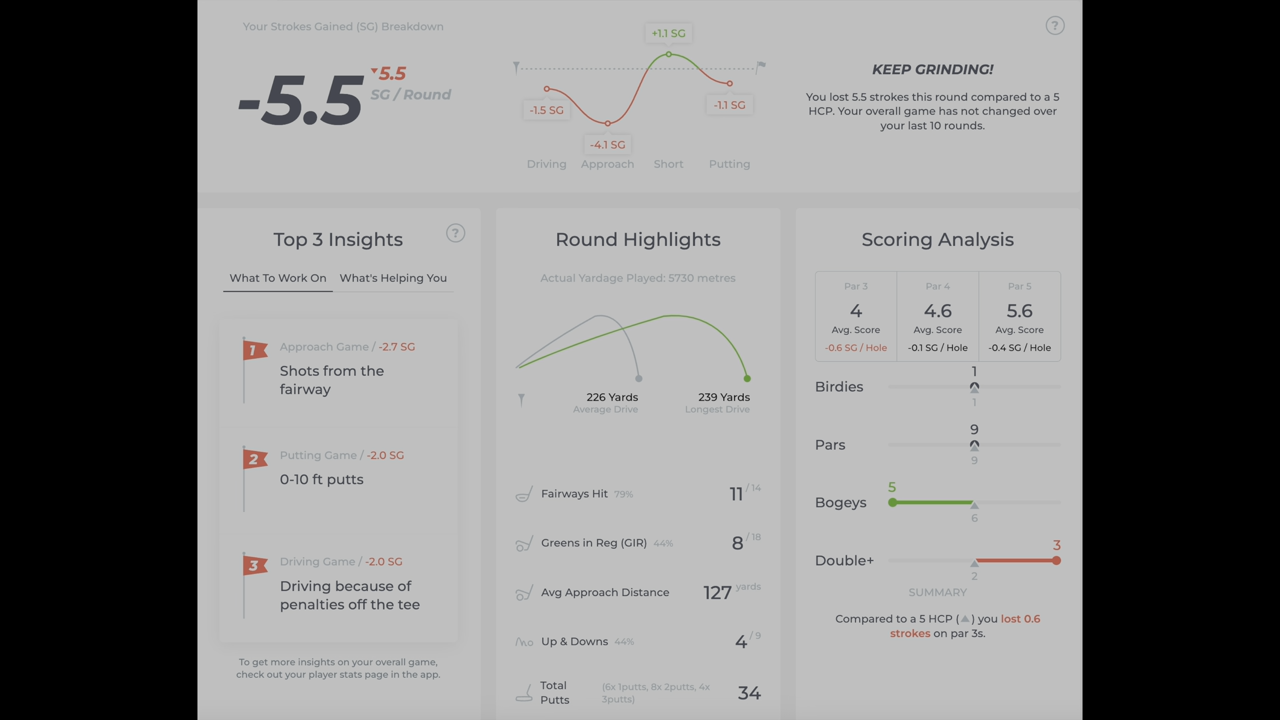 Your Strokes Gained (SG) Breakdown
?
-5.5
5.5
SG / Round
+1.1 SG
-1.5 SG
-1.1 SG
-4.1 SG
Driving
Approach
Short
Putting
KEEP GRINDING!
You lost 5.5 strokes this round compared to a 5
HCP. Your overall game has not changed over
your last 10 rounds.
Top 3 Insights
?
What To Work On
What's Helping You
1
Approach Game / -2.7 SG
Shots from the
fairway
2
Putting Game / -2.0 SG
0-10 ft putts
3
Driving Game / -2.0 SG
Driving because of
penalties off the tee
To get more insights on your overall game,
check out your player stats page in the app.
Round Highlights
Actual Yardage Played: 5730 metres
226 Yards
Average Drive
239 Yards
Longest Drive
Fairways Hit 79%
11 / 14
Greens in Reg (GIR) 44%
8 / 18
Avg Approach Distance
127 yards
Up & Downs 44%
4 / 9
Total
Putts
(6x 1putts, 8x 2putts, 4x
3putts)
34
Scoring Analysis
Par 3
4
Avg. Score
-0.6 SG / Hole
Par 4
4.6
Avg. Score
-0.1 SG / Hole
Par 5
5.6
Avg. Score
-0.4 SG / Hole
Birdies
1
1
Pars
9
9
Bogeys
5
6
Double+
3
2
SUMMARY
Compared to a 5 HCP ( ) you lost 0.6
strokes on par 3s.